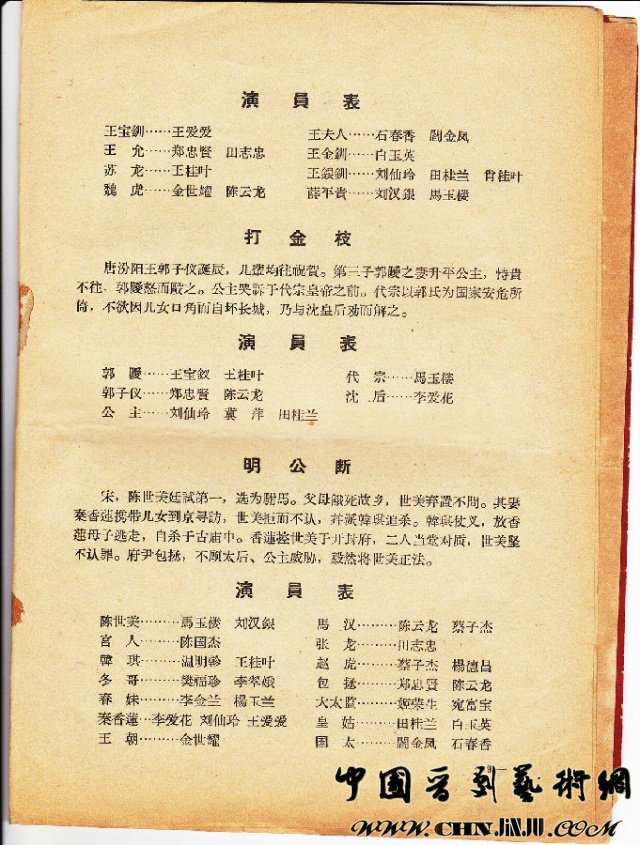 演員表
王宝釧……王爱爱
王夫人……石春香 閻金凤
王 允……郑忠賢 田志忠
王金釧……白玉英
苏 龙……王桂叶
王銀釧……刘仙玲 田桂兰 肖桂叶
魏 虎……金世耀 陈云龙
薛平貴……刘汉銀 馬玉楼
打金枝
唐汾阳王郭子仪誕辰，儿壻均往祝賀。第三子郭曖之妻升平公主，恃貴
不往，郭曖怒而毆之。公主哭訴于代宗皇帝之前。代宗以郭氏为国家安危所
倚，不欲因儿女口角而自坏长城，乃与沈皇后劝而解之。
演員表
郭 曖……王宝釵 王桂叶
代 宗……馬玉楼
郭子仪……郑忠賢 陈云龙
沈 后……李爱花
公 主……刘仙玲 冀 萍 田桂兰
明公断
宋，陈世美廷試第一，选为駙馬。父母餓死故乡，世美弃置不問。其妻
秦香蓮携带儿女到京寻訪，世美拒而不认，幷派韓琪追杀。韓琪仗义，放香
蓮母子逃走，自杀于古庙中。香蓮控世美于开封府，二人当堂对质，世美坚
不认罪。府尹包拯，不顾太后、公主威胁，毅然将世美正法。
演員表
陈世美……馬玉楼 刘汉銀
馬 汉……陈云龙 蔡子杰
宮 人……陈国杰
张 龙……田志忠
韓 琪……温明軫 王桂叶
赵 虎……蔡子杰 楊德昌
冬 哥……樊福珍 李翠娥
包 拯……郑忠賢 陈云龙
春 妹……李金兰 楊玉兰
大太监……姬荣生 宛富宝
秦香蓮…李爱花 刘仙玲 王爱爱
皇 姑……田桂兰 白玉英
王 朝……金世耀
国 太……閻金凤 石春香
中國晋剧藝術網
WWW.CHNJINJU.COM